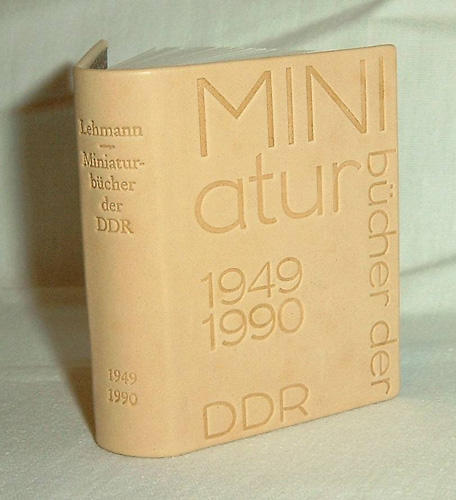 Lehmann
Miniatur-
bücher
der
DDR
1949
1990
MINI
atur
bücher der
1949
1990
DDR